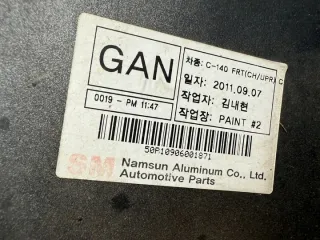 GAN
0019 - PM 11:47
차종: C-140 FRT(CH/UPR) C
일자: 2011.09.07
작업자: 김내현
작업장: PAINT #2
50P10906001871
SM Namsun Aluminum Co., Ltd.
Automotive Parts